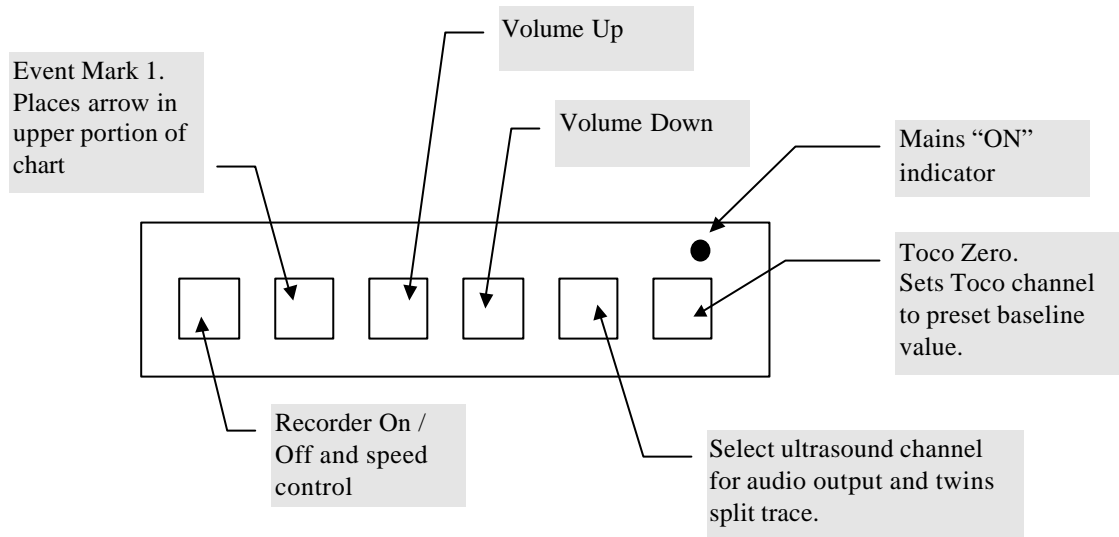 Volume Up
Event Mark 1.
Places arrow in
upper portion of
chart
Volume Down
Mains “ON”
indicator
Toco Zero.
Sets Toco channel
to preset baseline
value.
Recorder On /
Off and speed
control
Select ultrasound channel
for audio output and twins
split trace.